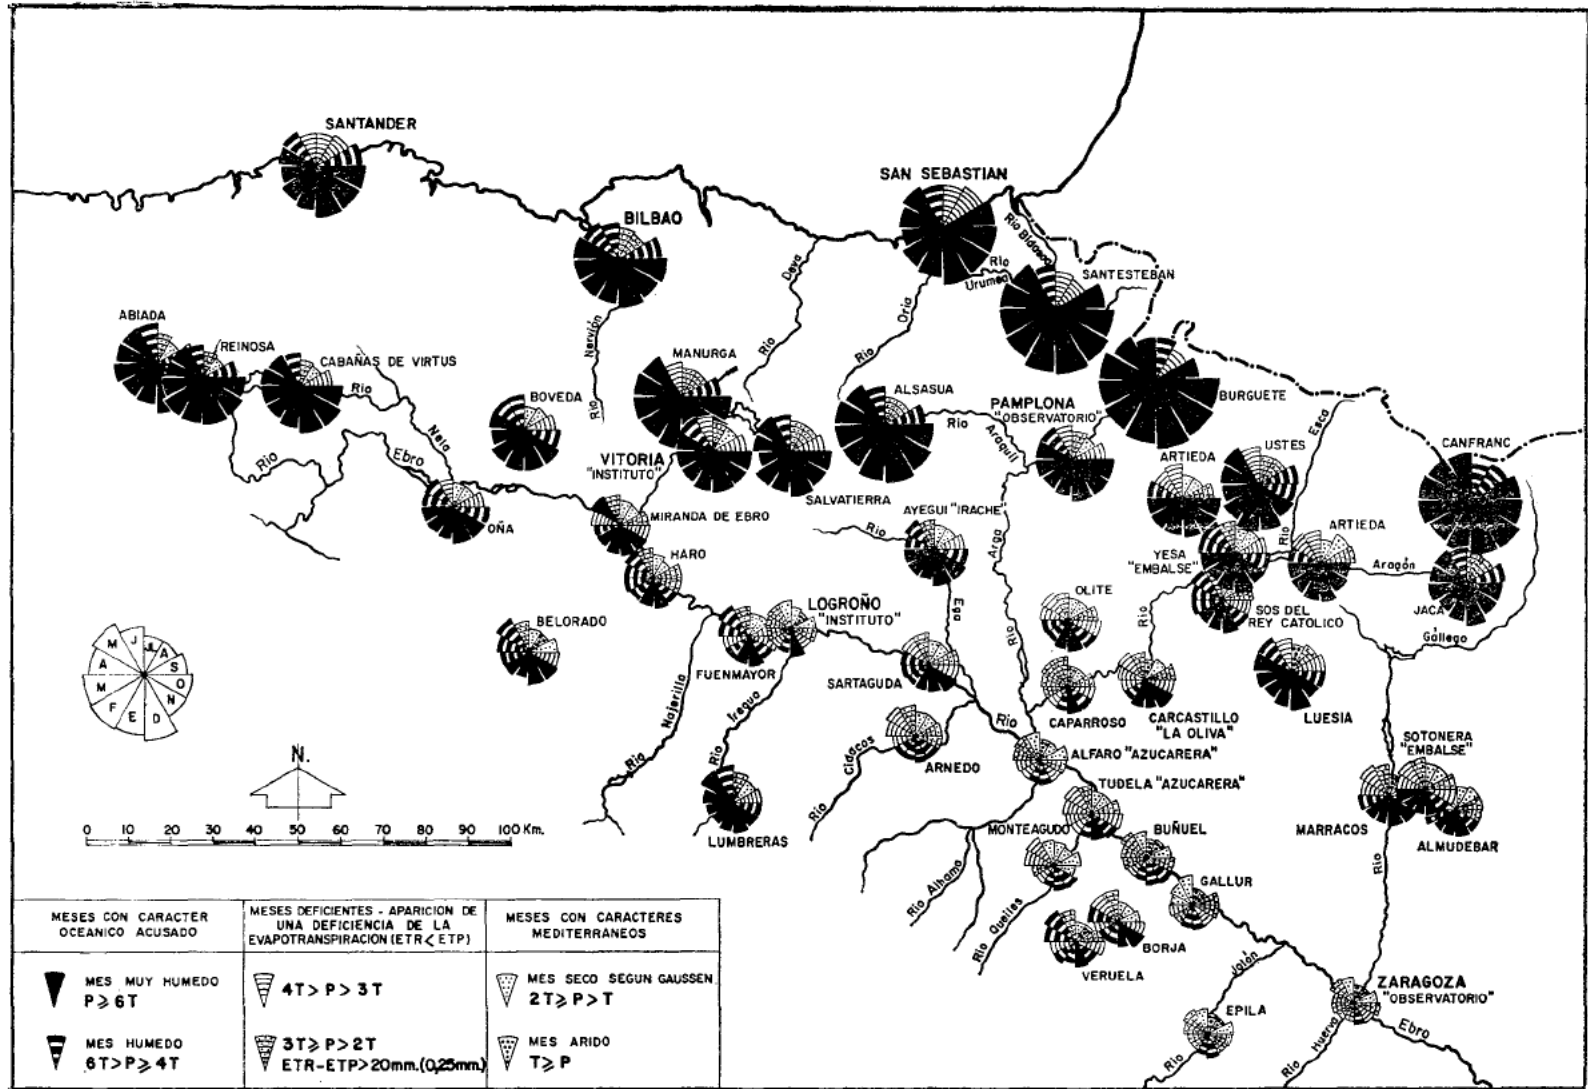 SANTANDER
SAN SEBASTIAN
BILBAO
Rio Bidasoa
Rio
Urumea
SANTESTEBAN
Deva
Rio
Oria
Rio
Nervión
Rio
ABIADA
REINOSA
CABAÑAS DE VIRTUS
Rio
Nela
MANURGA
BOVEDA
ALSASUA
Rio
Araquil
PAMPLONA
"OBSERVATORIO"
BURGUETE
Esca
Rio
USTES
CANFRANC
ARTIEDA
VITORIA
"INSTITUTO"
SALVATIERRA
Rio
Ebro
OÑA
MIRANDA DE EBRO
AYEGUI "IRACHE"
Rio
Arga
Rio
ARTIEDA
YESA
"EMBALSE"
Aragón
JACA
HARO
LOGROÑO
"INSTITUTO"
Ega
OLITE
Rio
SOS DEL
REY CATOLICO
Gállego
BELORADO
FUENMAYOR
SARTAGUDA
Rio
CAPARROSO
CARCASTILLO
"LA OLIVA"
LUESIA
J
JL
A
S
O
N
D
E
F
M
A
M
Najerilla
Rio
Iregua
Rio
Cidacos
Rio
ARNEDO
ALFARO "AZUCARERA"
SOTONERA
"EMBALSE"
N.
TUDELA "AZUCARERA"
LUMBRERAS
MONTEAGUDO
BUÑUEL
MARRACOS
ALMUDEBAR
Rio
0 10 20 30 40 50 60 70 80 90 100 Km.
Rio Alhama
Rio Queiles
GALLUR
BORJA
VERUELA
Jalón
Rio
EPILA
ZARAGOZA
"OBSERVATORIO"
Rio Huerva
Ebro
MESES CON CARACTER
OCEANICO ACUSADO
MES MUY HUMEDO
P ⩾ 6 T
MES HUMEDO
6T > P ⩾ 4T
MESES DEFICIENTES - APARICION DE
UNA DEFICIENCIA DE LA
EVAPOTRANSPIRACION (ETR < ETP)
4T > P > 3T
3T ⩾ P > 2T
ETR-ETP > 20mm.(0,25mm.)
MESES CON CARACTERES
MEDITERRANEOS
MES SECO SEGUN GAUSSEN
2T ⩾ P > T
MES ARIDO
T ⩾ P